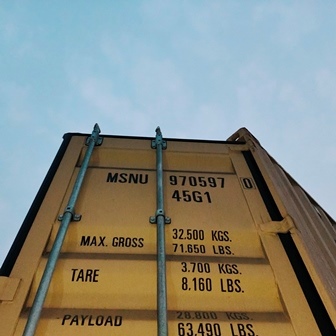 MSNU 970597 0
45G1
MAX. GROSS 32.500 KGS.
71.650 LBS.
TARE 3.700 KGS.
8.160 LBS.
PAYLOAD 28.800 KGS.
63.490 LBS.